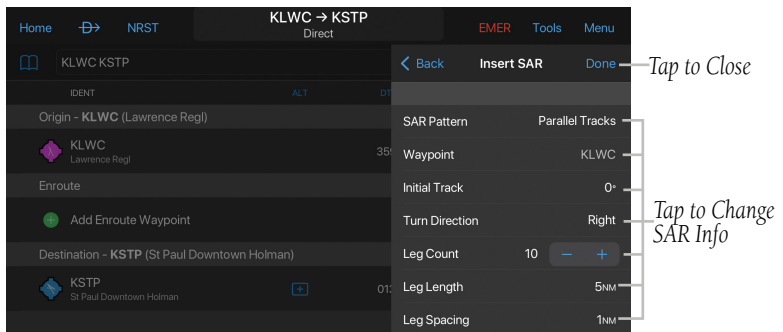 Home NRST KLWC → KSTP EMER Tools Menu
Direct
KLWC KSTP
IDENT ALT DT
Origin - KLWC (Lawrence Regl)
KLWC 359
Lawrence Regl
Enroute
Add Enroute Waypoint
Destination - KSTP (St Paul Downtown Holman)
KSTP 013
St Paul Downtown Holman
Back Insert SAR Done
SAR Pattern Parallel Tracks
Waypoint KLWC
Initial Track 0°
Turn Direction Right
Leg Count 10 − +
Leg Length 5NM
Leg Spacing 1NM
Tap to Close
Tap to Change
SAR Info